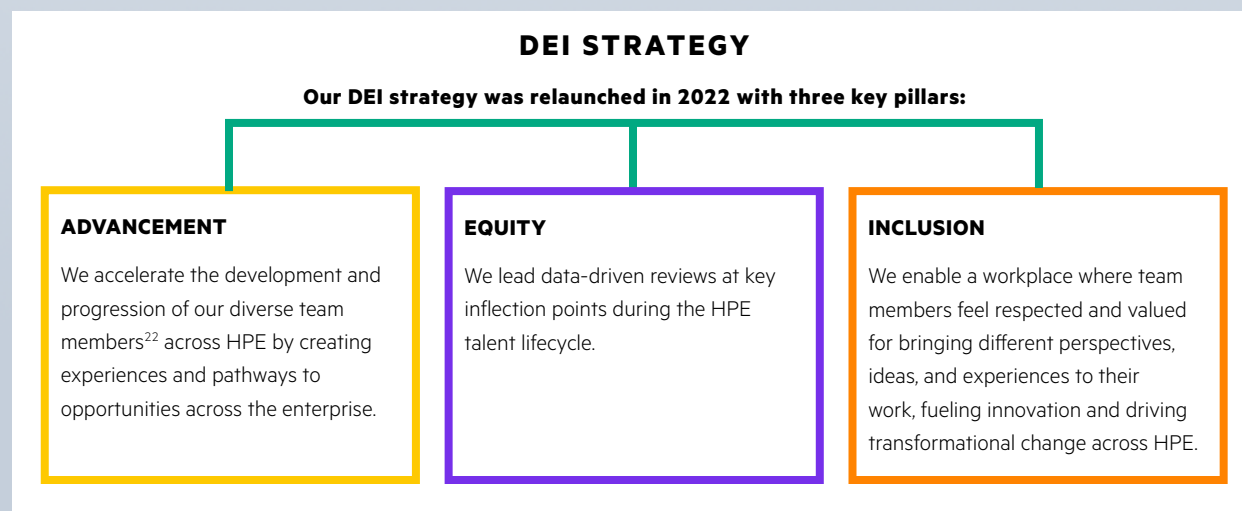 DEI STRATEGY
Our DEI strategy was relaunched in 2022 with three key pillars:
ADVANCEMENT
We accelerate the development and
progression of our diverse team
members22 across HPE by creating
experiences and pathways to
opportunities across the enterprise.
EQUITY
We lead data-driven reviews at key
inflection points during the HPE
talent lifecycle.
INCLUSION
We enable a workplace where team
members feel respected and valued
for bringing different perspectives,
ideas, and experiences to their
work, fueling innovation and driving
transformational change across HPE.